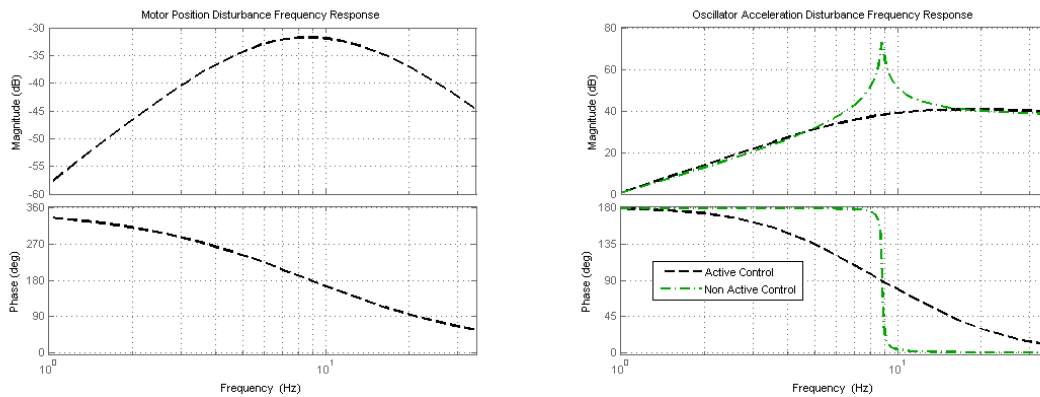 Motor Position Disturbance Frequency Response
Magnitude (dB)
-30
-35
-40
-45
-50
-55
-60
Phase (deg)
360
270
180
90
0
10^0
10^1
Frequency (Hz)
Oscillator Acceleration Disturbance Frequency Response
Magnitude (dB)
80
60
40
20
0
Phase (deg)
180
135
90
45
0
Active Control
Non Active Control
10^0
10^1
Frequency (Hz)